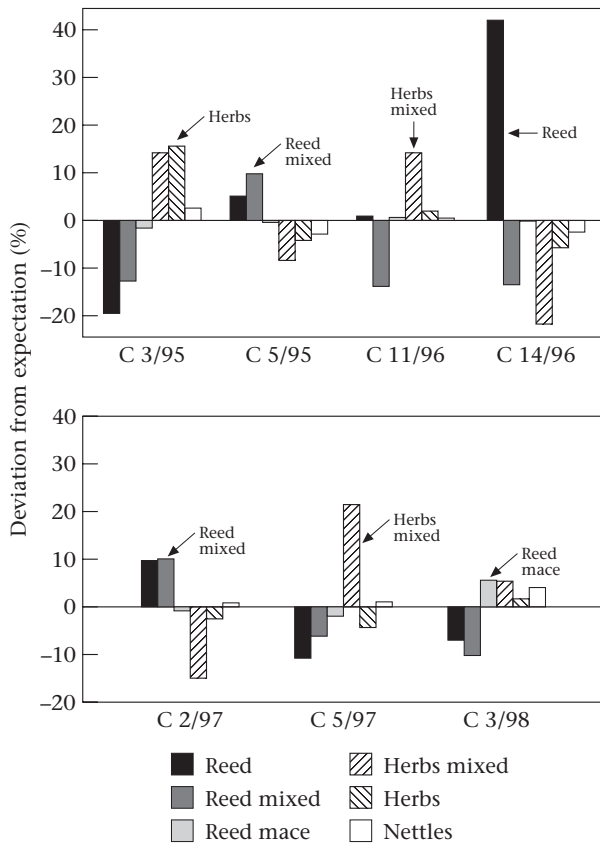 Deviation from expectation (%)
40
30
20
10
0
–10
–20
Herbs
Reed
mixed
Herbs
mixed
Reed
C 3/95
C 5/95
C 11/96
C 14/96
40
30
20
10
0
–10
–20
Reed
mixed
Herbs
mixed
Reed
mace
C 2/97
C 5/97
C 3/98
Reed
Herbs mixed
Reed mixed
Herbs
Reed mace
Nettles